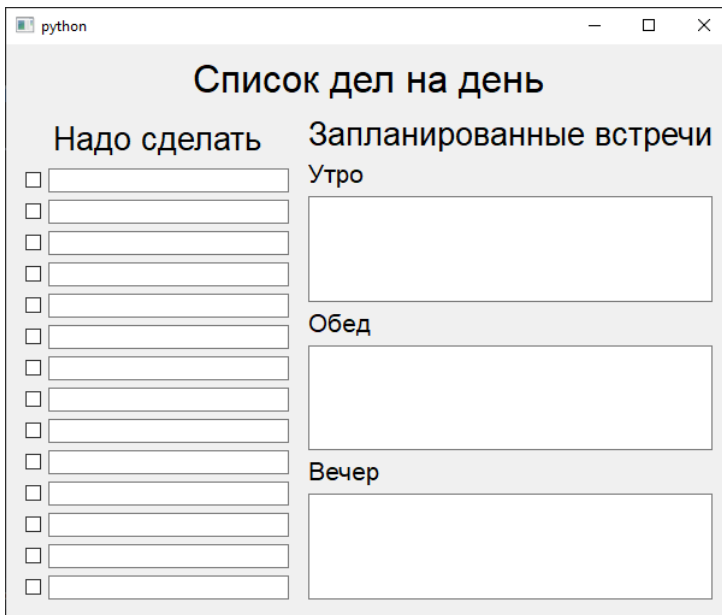 python
Список дел на день
Надо сделать
Запланированные встречи
Утро
Обед
Вечер